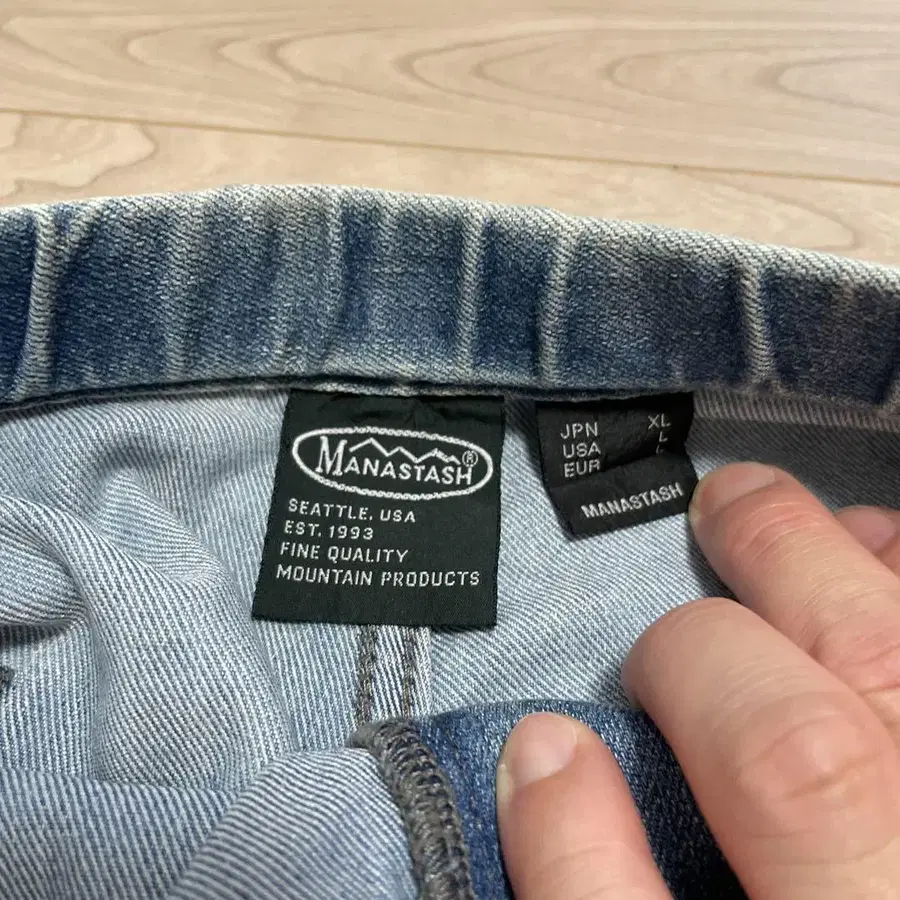 MANASTASH®
SEATTLE, USA
EST. 1993
FINE QUALITY
MOUNTAIN PRODUCTS
JPN XL
USA L
EUR
MANASTASH